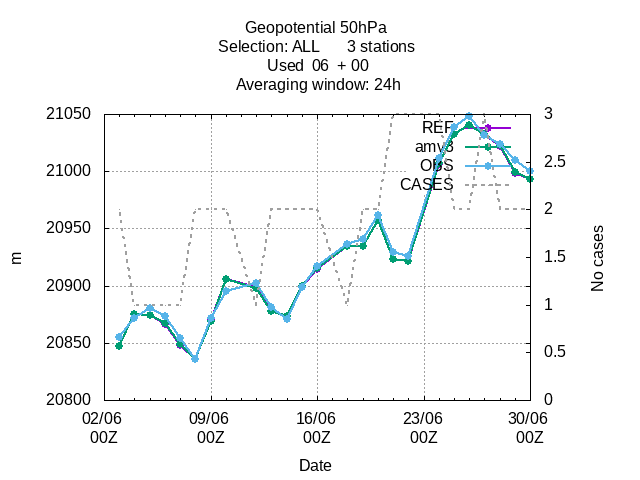 Geopotential 50hPa
Selection: ALL 3 stations
Used 06 + 00
Averaging window: 24h
21050
21000
20950
20900
20850
20800
m
3
2.5
2
1.5
1
0.5
0
No cases
REF
amv3
OBS
CASES
02/06 09/06 16/06 23/06 30/06
00Z 00Z 00Z 00Z 00Z
Date